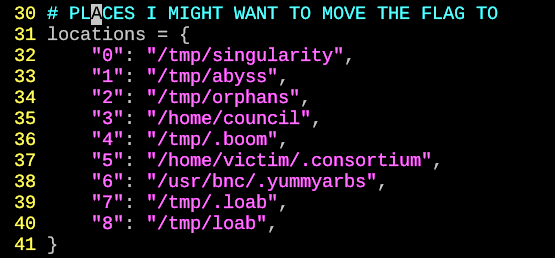 30 # PLACES I MIGHT WANT TO MOVE THE FLAG TO
31 locations = {
32     "0": "/tmp/singularity",
33     "1": "/tmp/abyss",
34     "2": "/tmp/orphans",
35     "3": "/home/council",
36     "4": "/tmp/.boom",
37     "5": "/home/victim/.consortium",
38     "6": "/usr/bnc/.yummyarbs",
39     "7": "/tmp/.loab",
40     "8": "/tmp/loab",
41 }